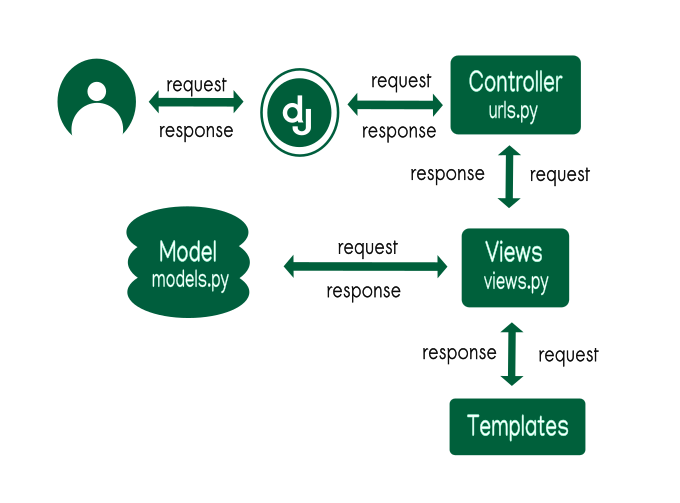 request
response
dj
request
response
Controller
urls.py
response
request
Model
models.py
request
response
Views
views.py
response
request
Templates